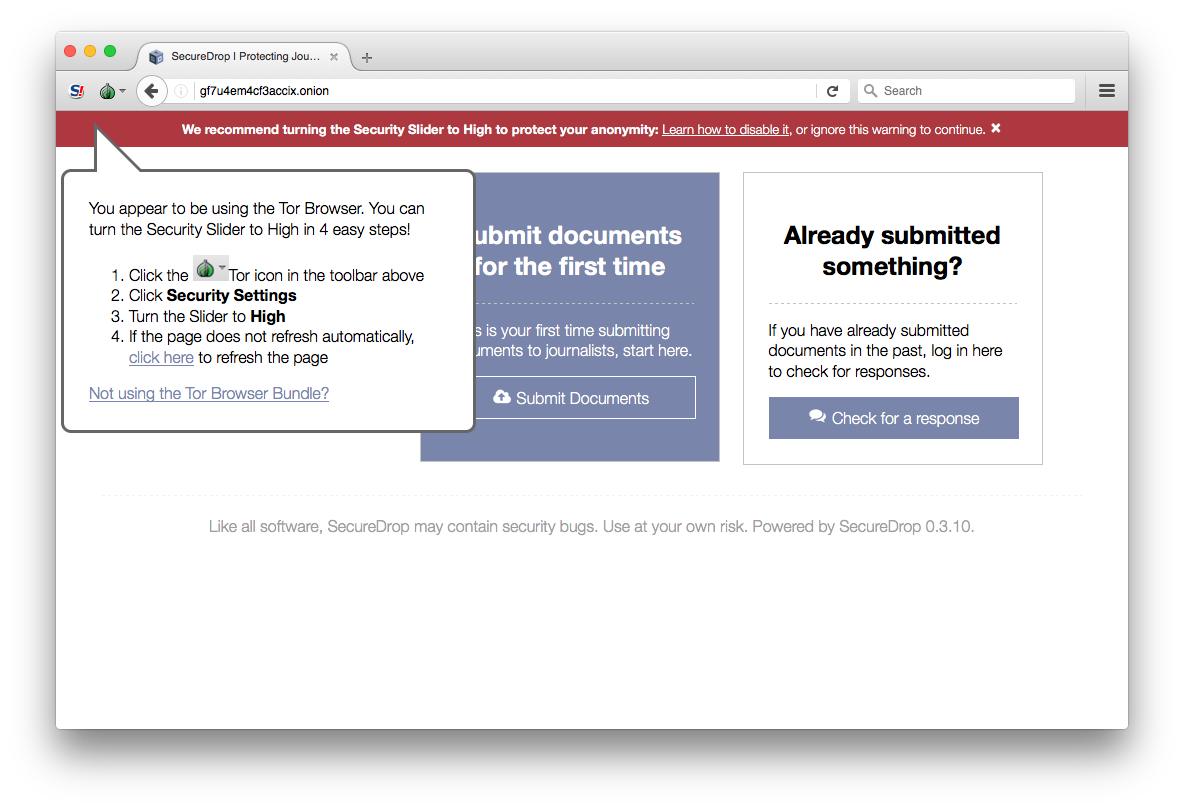 SecureDrop | Protecting Jou...
gf7u4em4cf3accix.onion
Search
We recommend turning the Security Slider to High to protect your anonymity: Learn how to disable it, or ignore this warning to continue.
You appear to be using the Tor Browser. You can
turn the Security Slider to High in 4 easy steps!
1. Click the Tor icon in the toolbar above
2. Click Security Settings
3. Turn the Slider to High
4. If the page does not refresh automatically,
click here to refresh the page
Not using the Tor Browser Bundle?
ubmit documents
for the first time
s is your first time submitting
uments to journalists, start here.
Submit Documents
Already submitted
something?
If you have already submitted
documents in the past, log in here
to check for responses.
Check for a response
Like all software, SecureDrop may contain security bugs. Use at your own risk. Powered by SecureDrop 0.3.10.